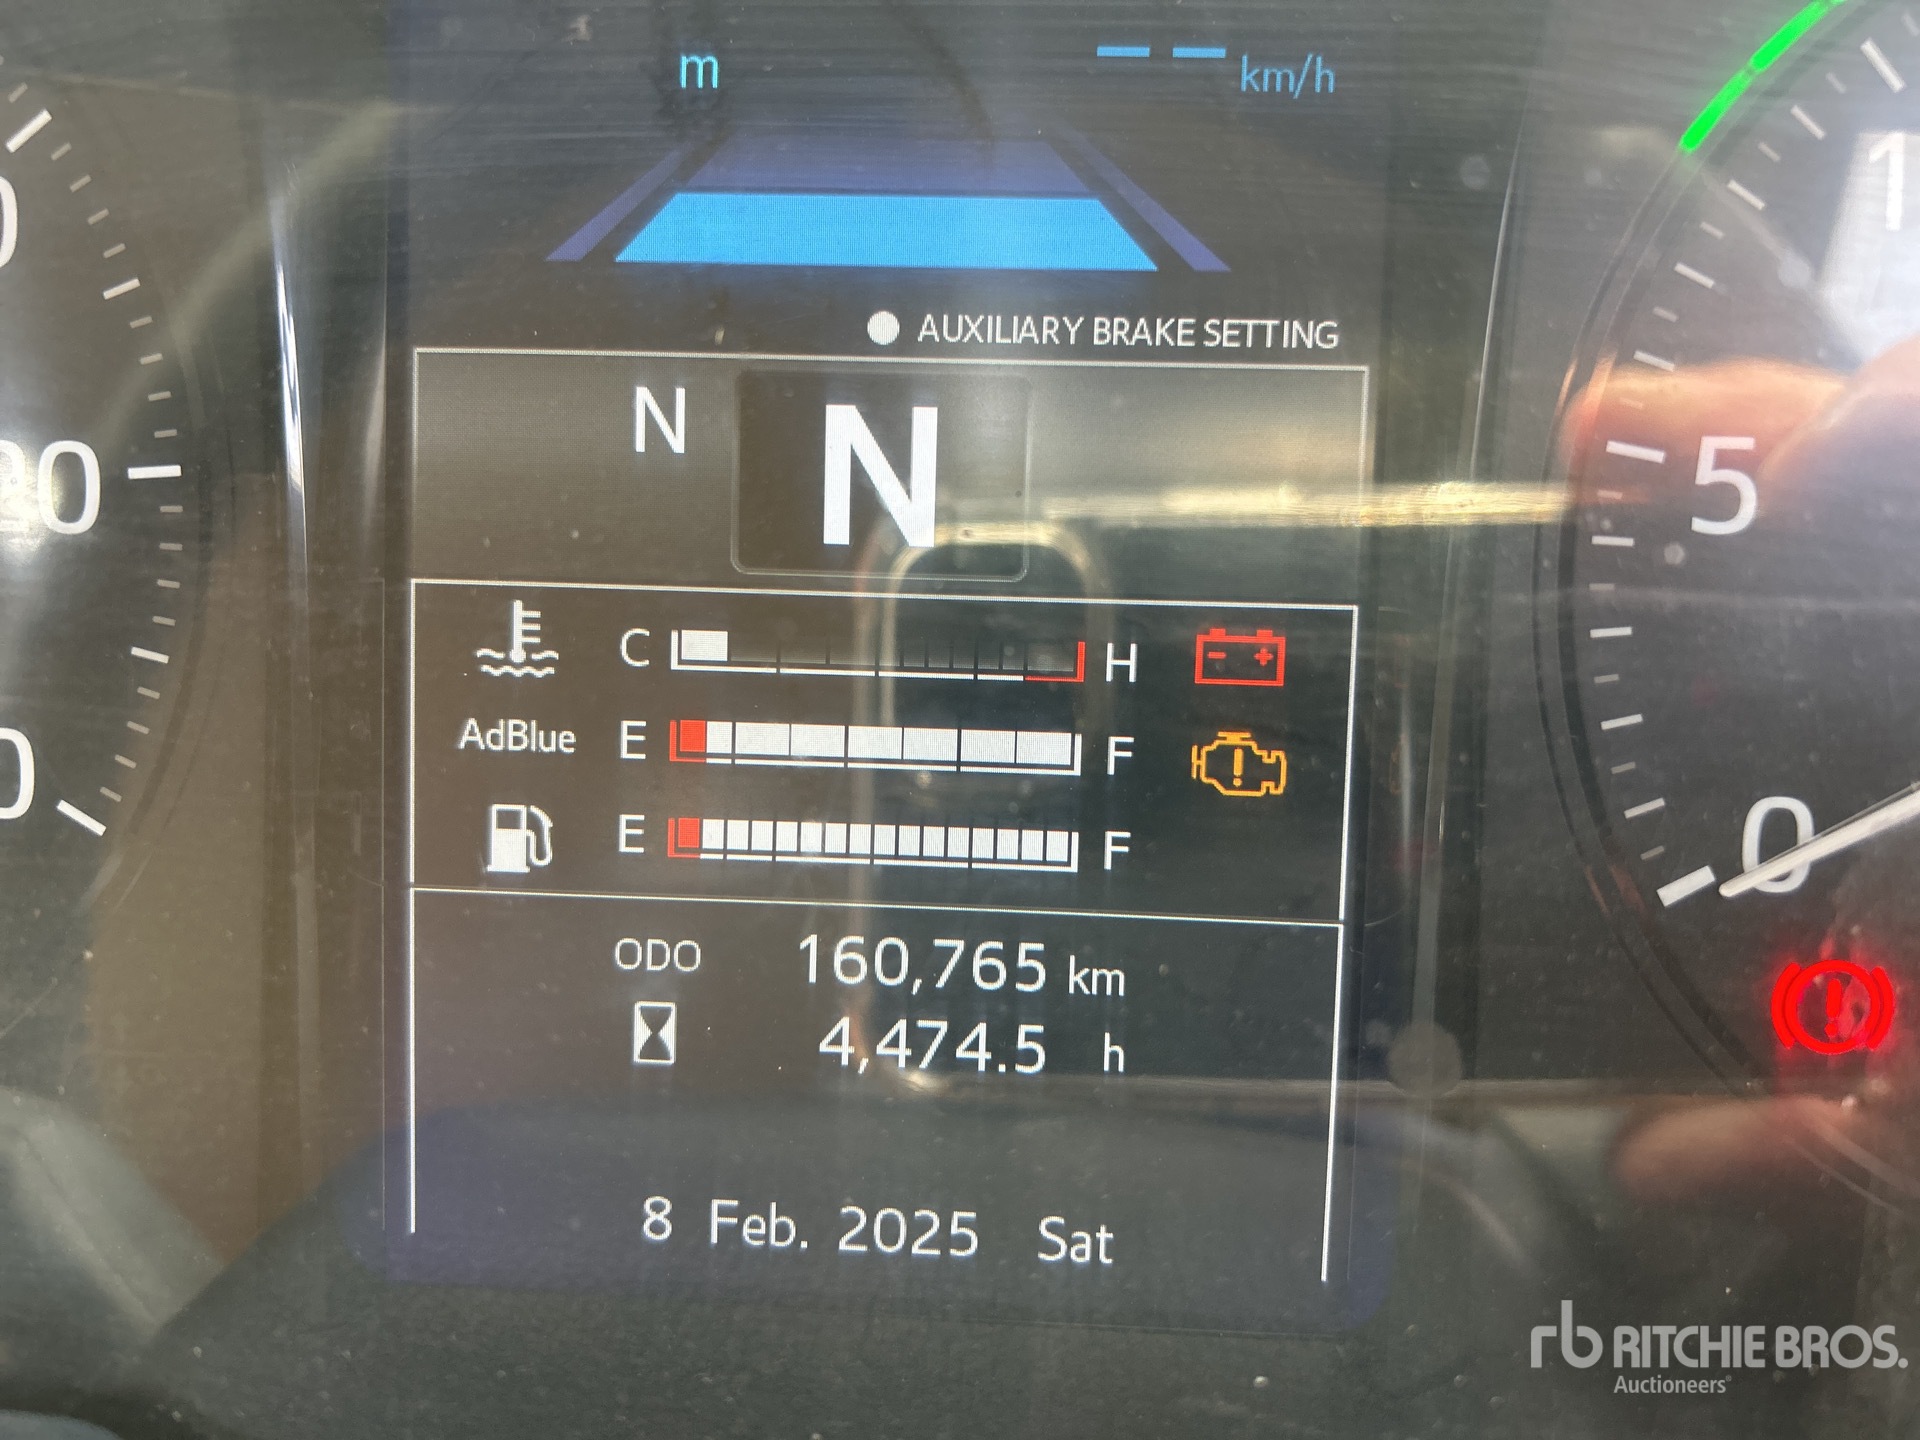 m
-- km/h
AUXILIARY BRAKE SETTING
N N
C H
AdBlue E F
E F
ODO 160,765 km
4,474.5 h
8 Feb. 2025 Sat
5
0
rb RITCHIE BROS.
Auctioneers